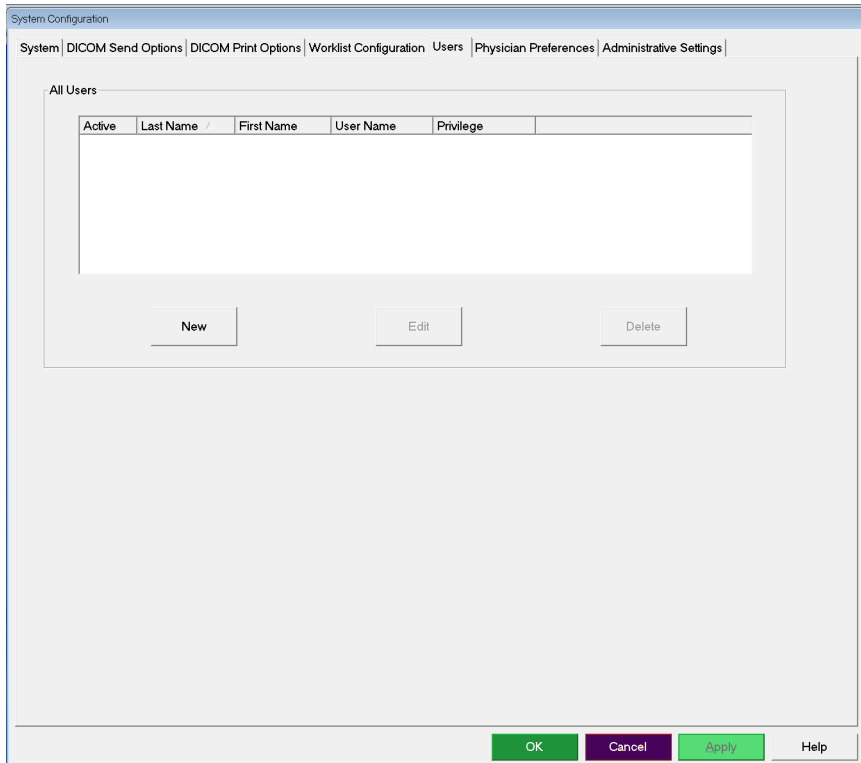 System Configuration
System DICOM Send Options DICOM Print Options Worklist Configuration Users Physician Preferences Administrative Settings
All Users
Active Last Name First Name User Name Privilege
New Edit Delete
OK Cancel Apply Help